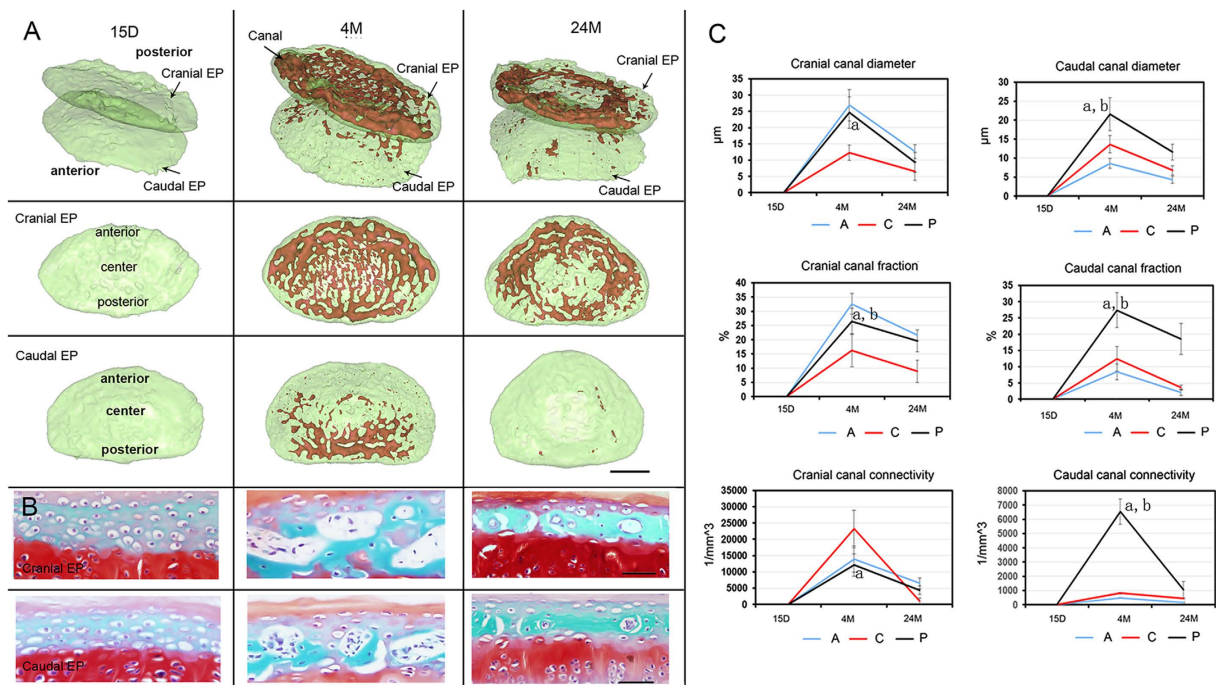 A
15D
4M
24M
posterior
Cranial EP
anterior
Caudal EP
Canal
Cranial EP
Caudal EP
Cranial EP
Caudal EP
Cranial EP
anterior
center
posterior
Caudal EP
anterior
center
posterior
B
Cranial EP
Caudal EP
C
Cranial canal diameter
µm
35
30
25
20
15
10
5
0
a
15D 4M 24M
A C P
Caudal canal diameter
µm
35
30
25
20
15
10
5
0
a, b
15D 4M 24M
A C P
Cranial canal fraction
%
40
35
30
25
20
15
10
5
0
a, b
15D 4M 24M
A C P
Caudal canal fraction
%
35
30
25
20
15
10
5
0
a, b
15D 4M 24M
A C P
Cranial canal connectivity
1/mm^3
35000
30000
25000
20000
15000
10000
5000
0
a
15D 4M 24M
A C P
Caudal canal connectivity
1/mm^3
8000
7000
6000
5000
4000
3000
2000
1000
0
a, b
15D 4M 24M
A C P